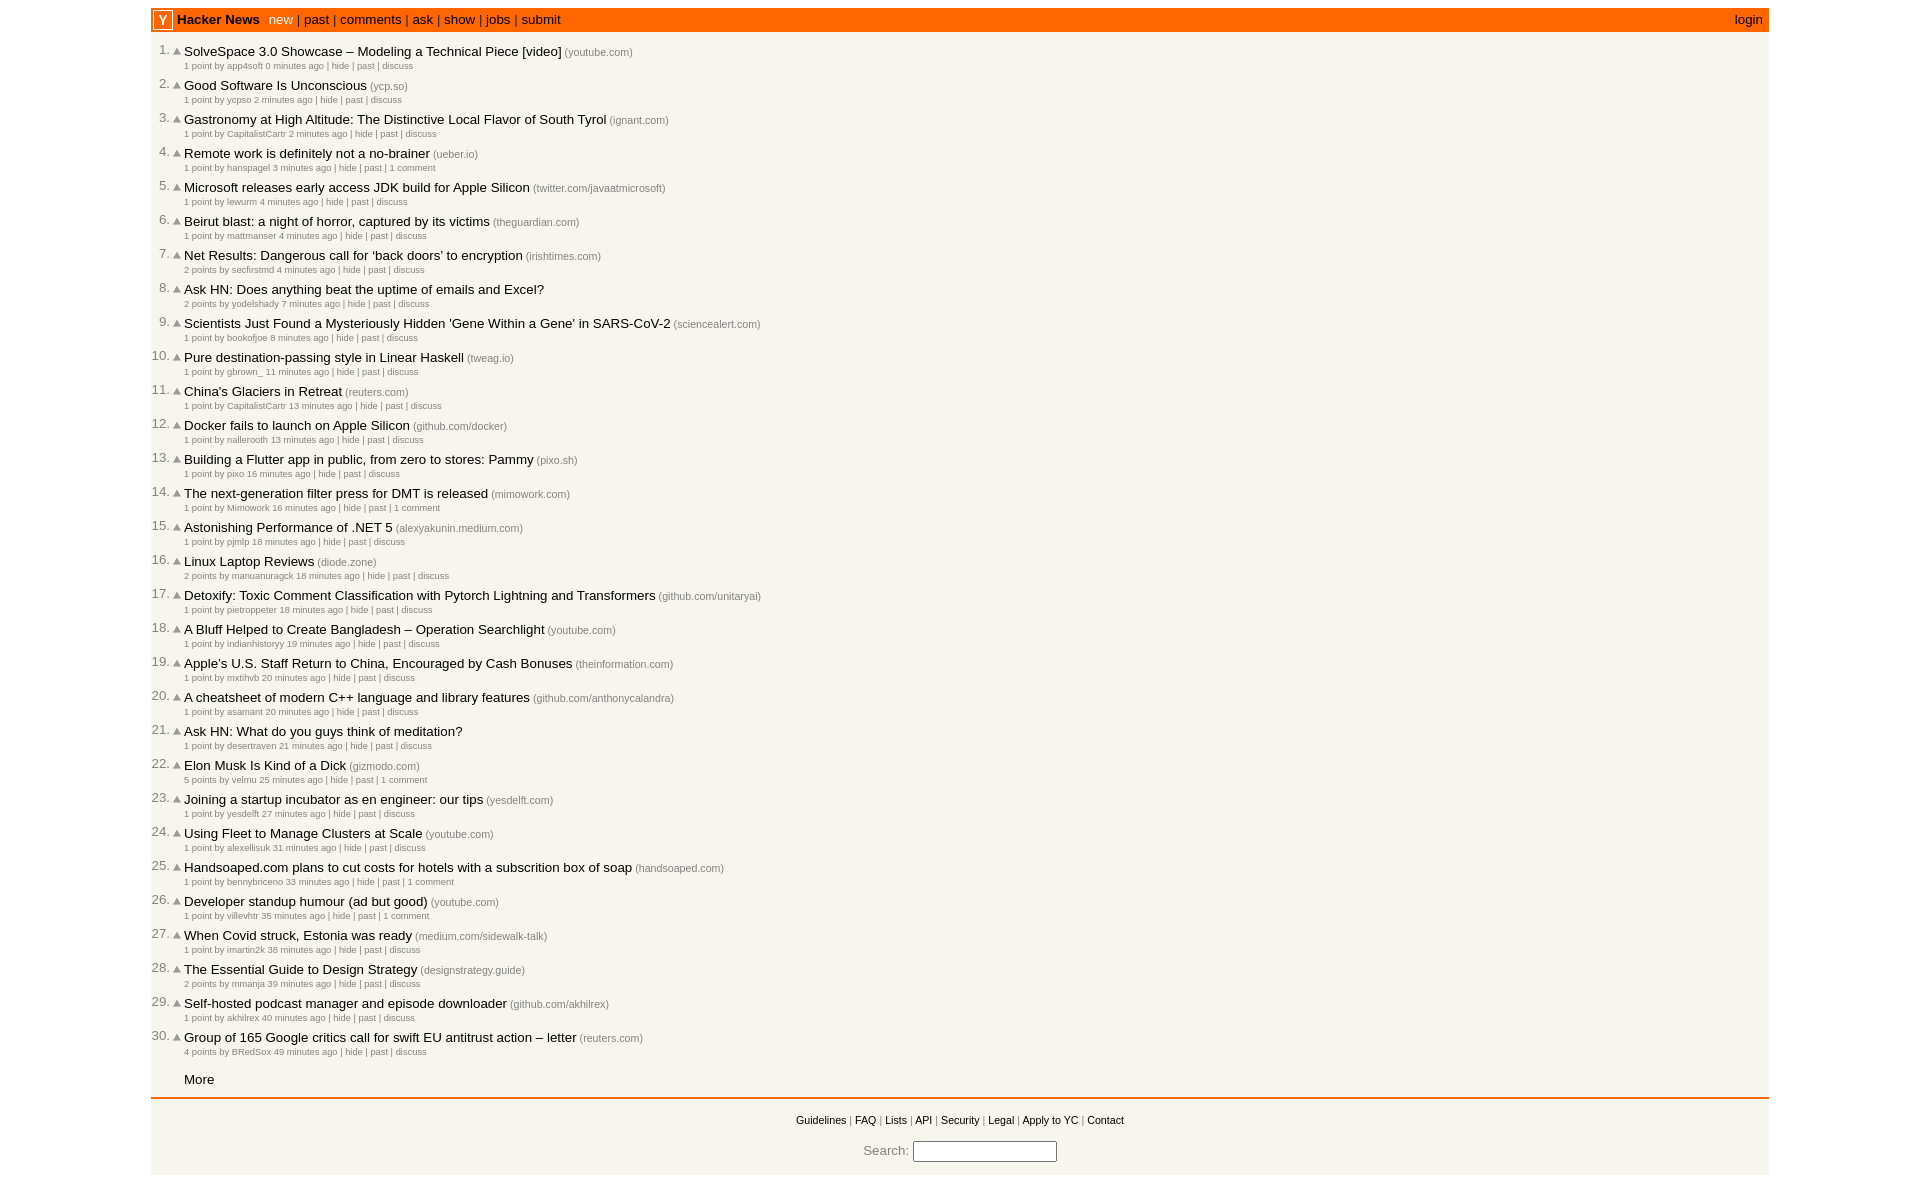 Y Hacker News new | past | comments | ask | show | jobs | submit login
1. SolveSpace 3.0 Showcase – Modeling a Technical Piece [video] (youtube.com)
1 point by app4soft 0 minutes ago | hide | past | discuss
2. Good Software Is Unconscious (ycp.so)
1 point by ycpso 2 minutes ago | hide | past | discuss
3. Gastronomy at High Altitude: The Distinctive Local Flavor of South Tyrol (ignant.com)
1 point by CapitalistCartr 2 minutes ago | hide | past | discuss
4. Remote work is definitely not a no-brainer (ueber.io)
1 point by hanspagel 3 minutes ago | hide | past | 1 comment
5. Microsoft releases early access JDK build for Apple Silicon (twitter.com/javaatmicrosoft)
1 point by lewurm 4 minutes ago | hide | past | discuss
6. Beirut blast: a night of horror, captured by its victims (theguardian.com)
1 point by mattmanser 4 minutes ago | hide | past | discuss
7. Net Results: Dangerous call for ‘back doors’ to encryption (irishtimes.com)
2 points by secfirstmd 4 minutes ago | hide | past | discuss
8. Ask HN: Does anything beat the uptime of emails and Excel?
2 points by yodelshady 7 minutes ago | hide | past | discuss
9. Scientists Just Found a Mysteriously Hidden 'Gene Within a Gene' in SARS-CoV-2 (sciencealert.com)
1 point by bookofjoe 8 minutes ago | hide | past | discuss
10. Pure destination-passing style in Linear Haskell (tweag.io)
1 point by gbrown_ 11 minutes ago | hide | past | discuss
11. China's Glaciers in Retreat (reuters.com)
1 point by CapitalistCartr 13 minutes ago | hide | past | discuss
12. Docker fails to launch on Apple Silicon (github.com/docker)
1 point by nallerooth 13 minutes ago | hide | past | discuss
13. Building a Flutter app in public, from zero to stores: Pammy (pixo.sh)
1 point by pixo 16 minutes ago | hide | past | discuss
14. The next-generation filter press for DMT is released (mimowork.com)
1 point by Mimowork 16 minutes ago | hide | past | 1 comment
15. Astonishing Performance of .NET 5 (alexyakunin.medium.com)
1 point by pjmlp 18 minutes ago | hide | past | discuss
16. Linux Laptop Reviews (diode.zone)
2 points by manuanuragck 18 minutes ago | hide | past | discuss
17. Detoxify: Toxic Comment Classification with Pytorch Lightning and Transformers (github.com/unitaryai)
1 point by pietroppeter 18 minutes ago | hide | past | discuss
18. A Bluff Helped to Create Bangladesh – Operation Searchlight (youtube.com)
1 point by indianhistoryy 19 minutes ago | hide | past | discuss
19. Apple’s U.S. Staff Return to China, Encouraged by Cash Bonuses (theinformation.com)
1 point by mxtihvb 20 minutes ago | hide | past | discuss
20. A cheatsheet of modern C++ language and library features (github.com/anthonycalandra)
1 point by asamant 20 minutes ago | hide | past | discuss
21. Ask HN: What do you guys think of meditation?
1 point by desertraven 21 minutes ago | hide | past | discuss
22. Elon Musk Is Kind of a Dick (gizmodo.com)
5 points by velmu 25 minutes ago | hide | past | 1 comment
23. Joining a startup incubator as en engineer: our tips (yesdelft.com)
1 point by yesdelft 27 minutes ago | hide | past | discuss
24. Using Fleet to Manage Clusters at Scale (youtube.com)
1 point by alexellisuk 31 minutes ago | hide | past | discuss
25. Handsoaped.com plans to cut costs for hotels with a subscrition box of soap (handsoaped.com)
1 point by bennybriceno 33 minutes ago | hide | past | 1 comment
26. Developer standup humour (ad but good) (youtube.com)
1 point by villevhtr 35 minutes ago | hide | past | 1 comment
27. When Covid struck, Estonia was ready (medium.com/sidewalk-talk)
1 point by imartin2k 38 minutes ago | hide | past | discuss
28. The Essential Guide to Design Strategy (designstrategy.guide)
2 points by mmanja 39 minutes ago | hide | past | discuss
29. Self-hosted podcast manager and episode downloader (github.com/akhilrex)
1 point by akhilrex 40 minutes ago | hide | past | discuss
30. Group of 165 Google critics call for swift EU antitrust action – letter (reuters.com)
4 points by BRedSox 49 minutes ago | hide | past | discuss
More
Guidelines | FAQ | Lists | API | Security | Legal | Apply to YC | Contact
Search: